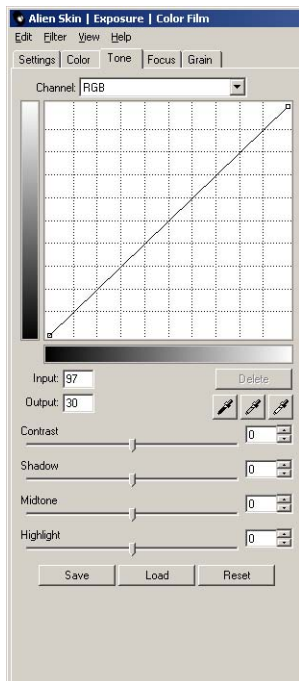 Alien Skin | Exposure | Color Film
Edit Filter View Help
Settings Color Tone Focus Grain
Channel: RGB
Input: 97
Delete
Output: 30
Contrast
0
Shadow
0
Midtone
0
Highlight
0
Save Load Reset